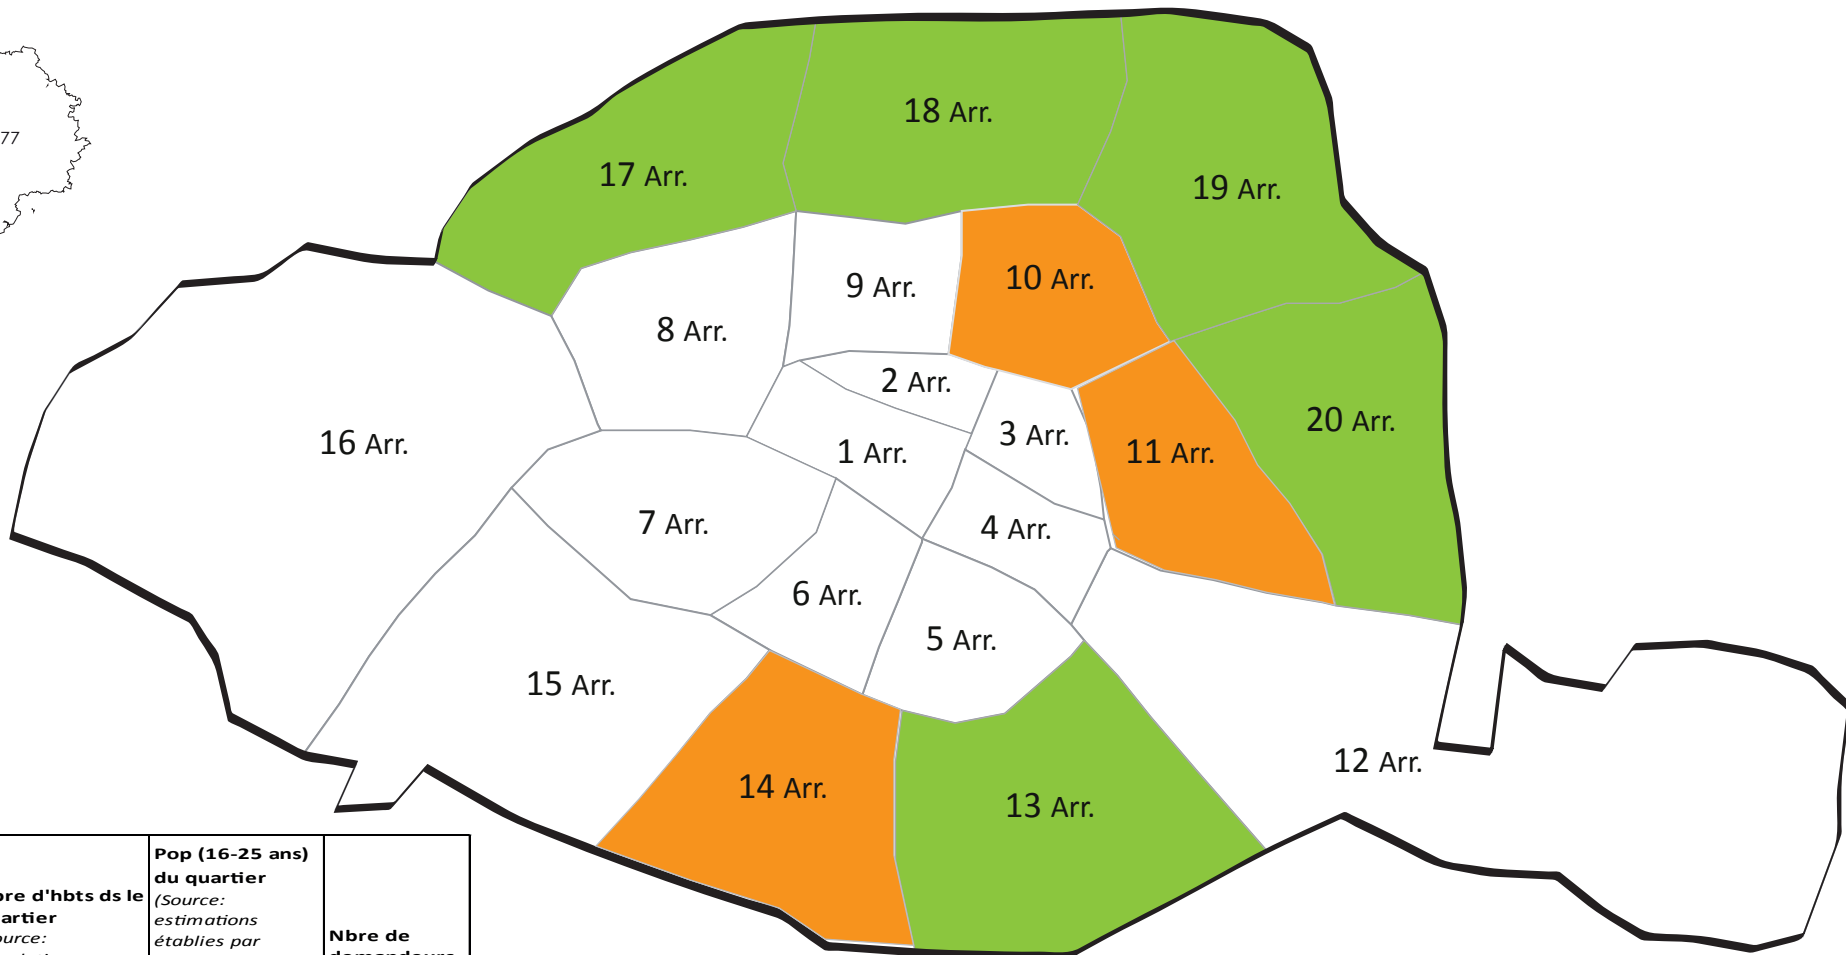 77
18 Arr.
17 Arr.
19 Arr.
10 Arr.
9 Arr.
8 Arr.
2 Arr.
20 Arr.
3 Arr.
16 Arr.
1 Arr.
11 Arr.
7 Arr.
4 Arr.
6 Arr.
5 Arr.
15 Arr.
12 Arr.
14 Arr.
13 Arr.
d'hbts ds le
Pop (16-25 ans)
du quartier
(Source:
estimations
établies par
Nbre de